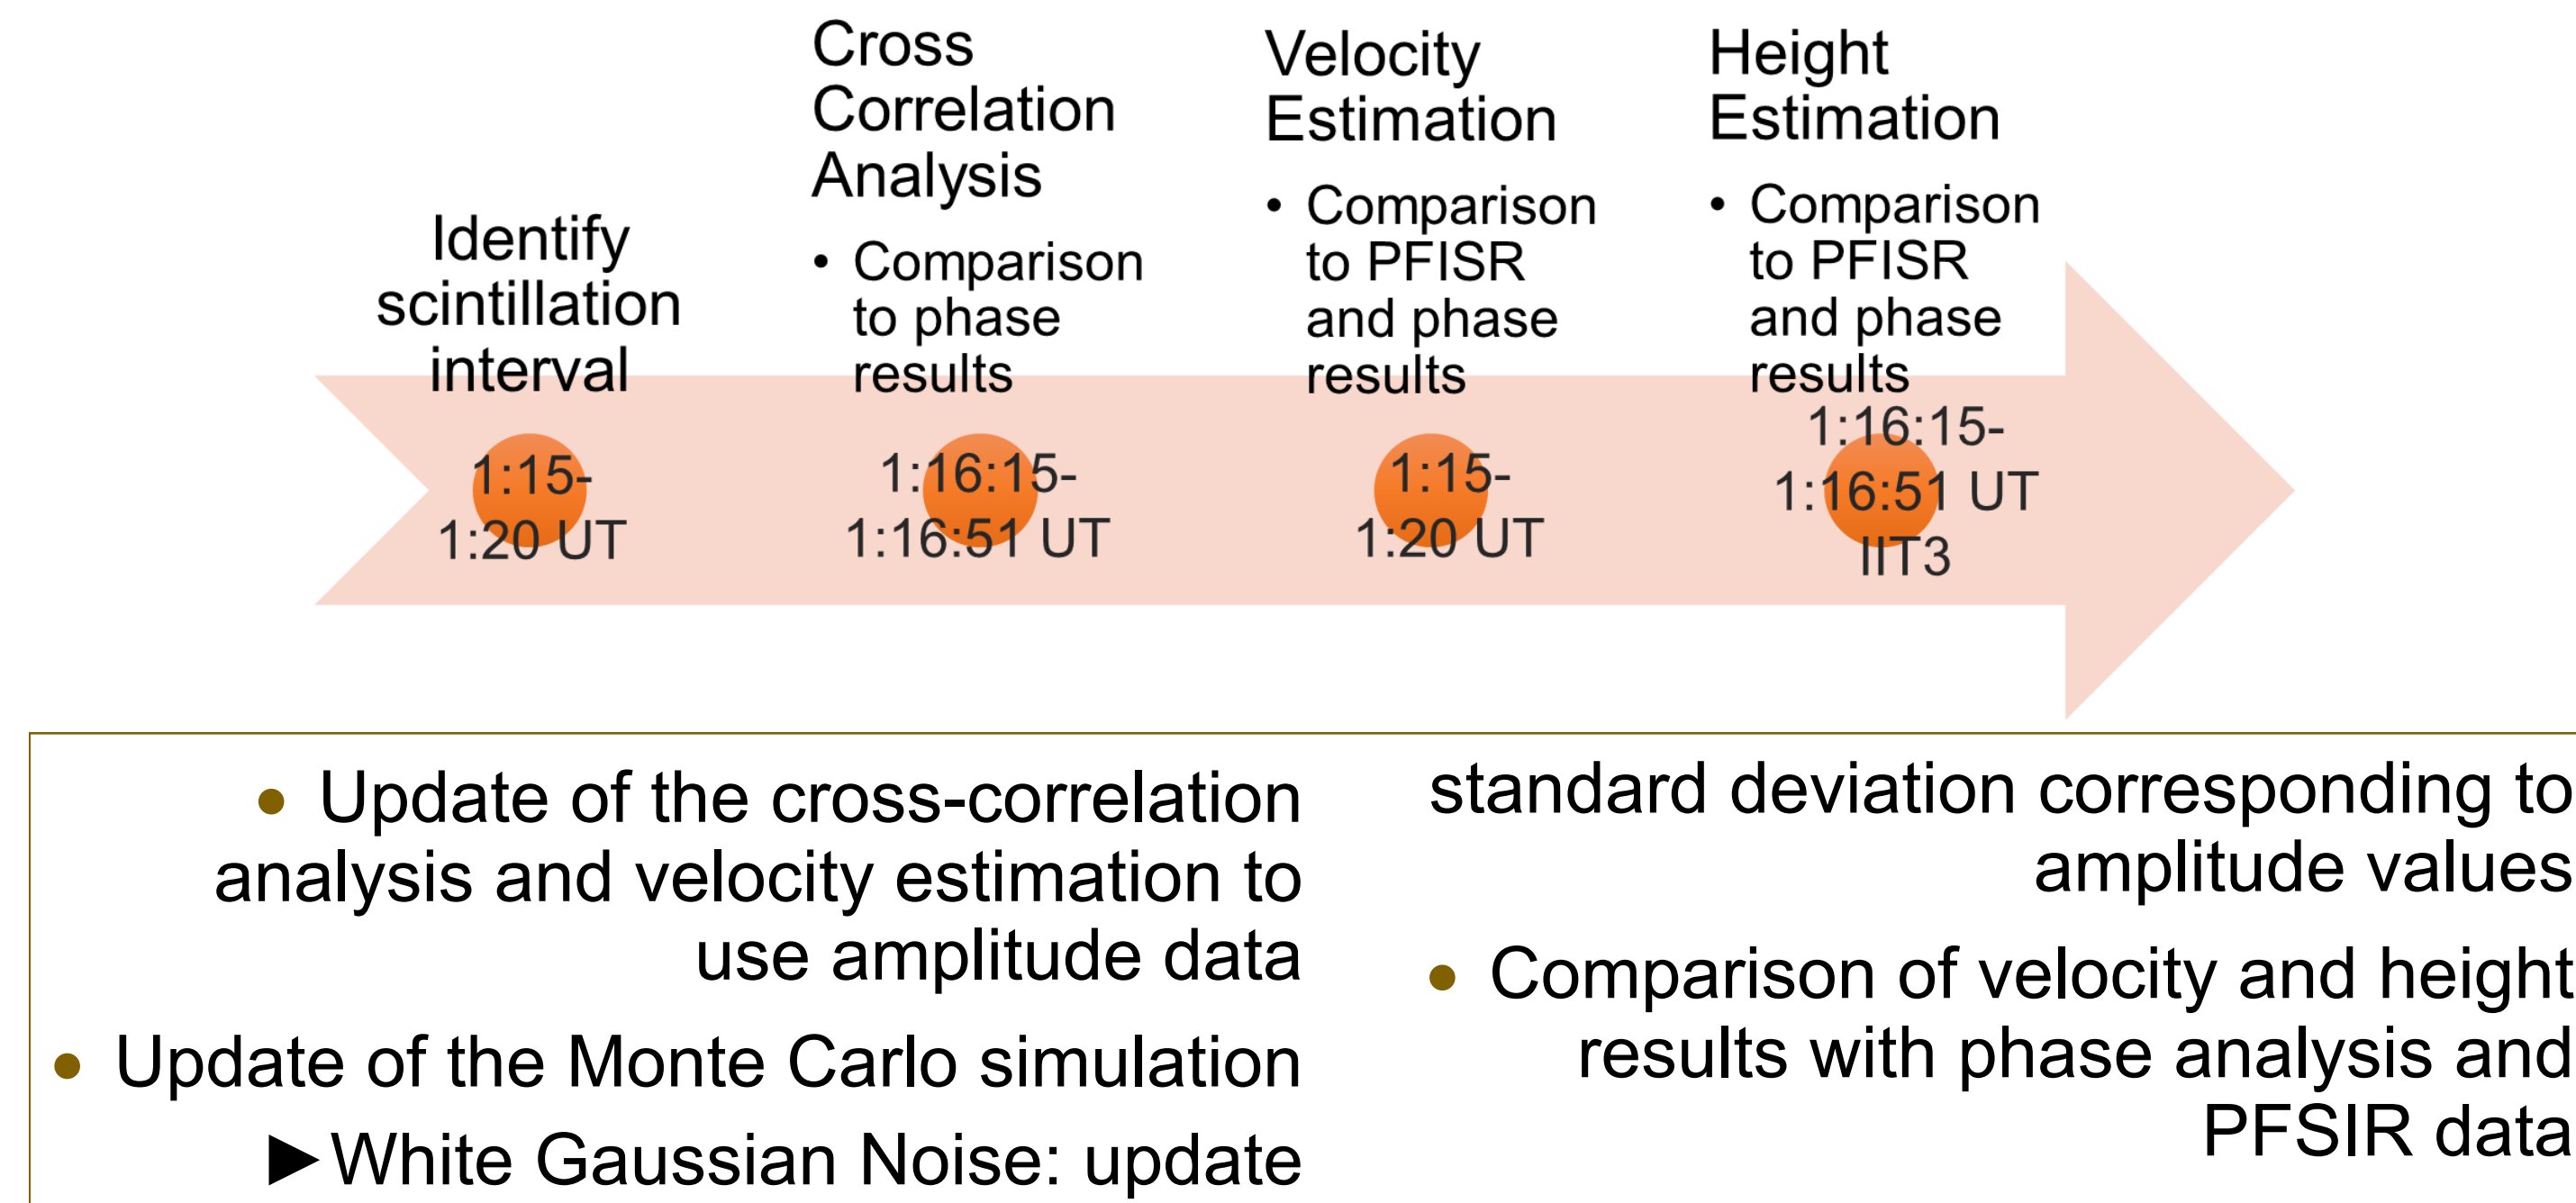 Identify
scintillation
interval
1:15-
1:20 UT
Cross
Correlation
Analysis
• Comparison
to phase
results
1:16:15-
1:16:51 UT
Velocity
Estimation
• Comparison
to PFISR
and phase
results
1:15-
1:20 UT
Height
Estimation
• Comparison
to PFISR
and phase
results
1:16:15-
1:16:51 UT
IIT3
• Update of the cross-correlation
analysis and velocity estimation to
use amplitude data
• Update of the Monte Carlo simulation
►White Gaussian Noise: update
standard deviation corresponding to
amplitude values
• Comparison of velocity and height
results with phase analysis and
PFSIR data